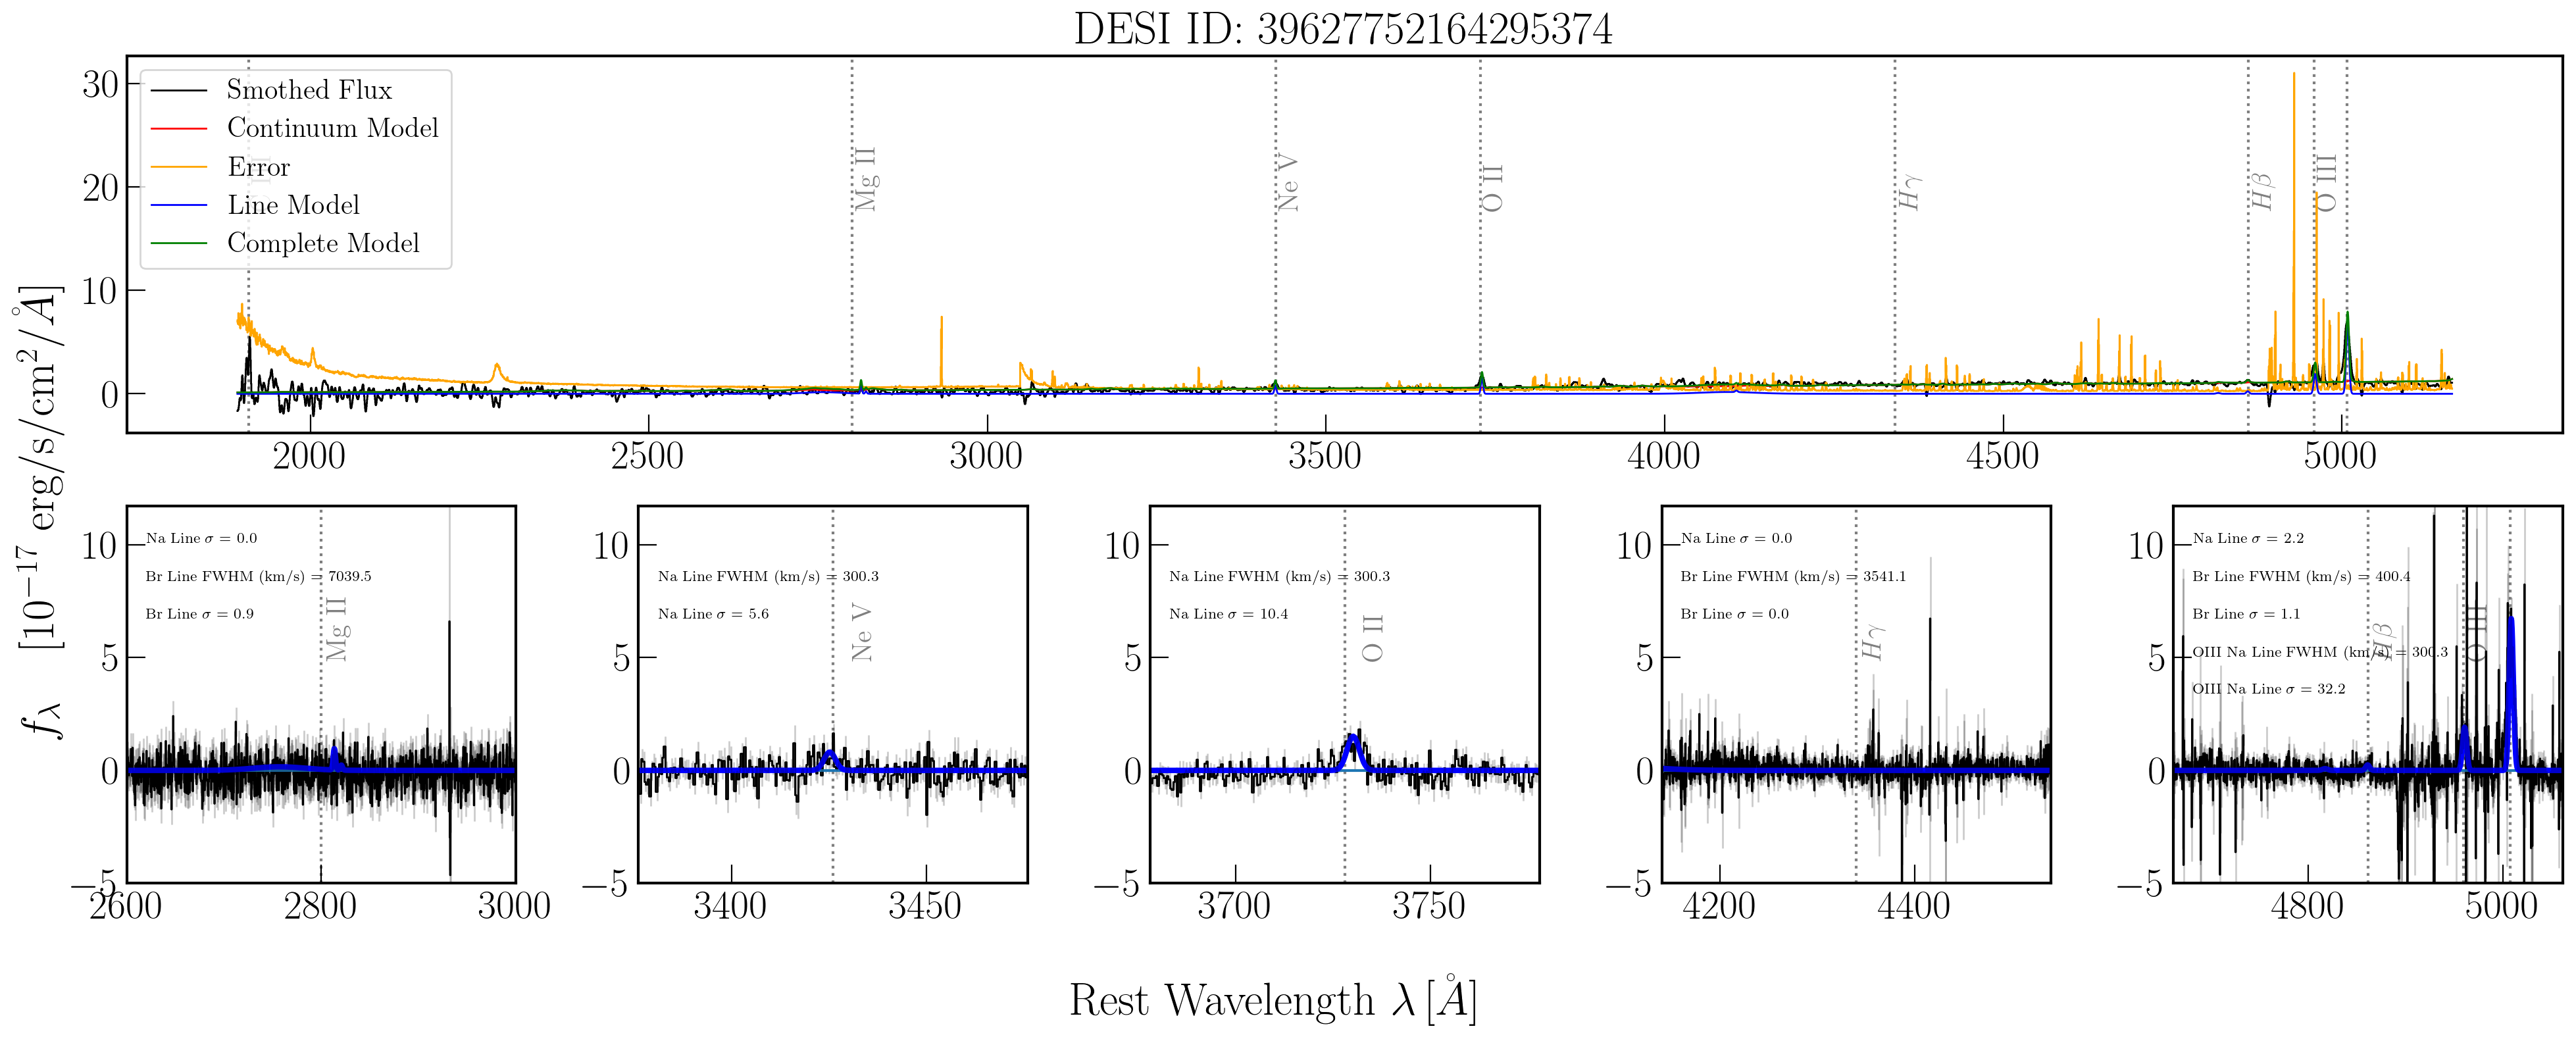 DESI ID: 39627752164295374
30
20
10
0
Smothed Flux
Continuum Model
Error
Line Model
Complete Model
Mg II
Ne V
O II
Hγ
Hβ
O III
2000
2500
3000
3500
4000
4500
5000
fλ [10⁻¹⁷ erg/s/cm²/Å]
10
5
0
−5
Na Line σ = 0.0
Br Line FWHM (km/s) = 7039.5
Br Line σ = 0.9
Mg II
2600
2800
3000
10
5
0
−5
Na Line FWHM (km/s) = 300.3
Na Line σ = 5.6
Ne V
3400
3450
10
5
0
−5
Na Line FWHM (km/s) = 300.3
Na Line σ = 10.4
O II
3700
3750
10
5
0
−5
Na Line σ = 0.0
Br Line FWHM (km/s) = 3541.1
Br Line σ = 0.0
Hγ
4200
4400
10
5
0
−5
Na Line σ = 2.2
Br Line FWHM (km/s) = 400.4
Br Line σ = 1.1
OIII Na Line FWHM (km/s) = 300.3
OIII Na Line σ = 32.2
Hβ
O III
4800
5000
Rest Wavelength λ [Å]